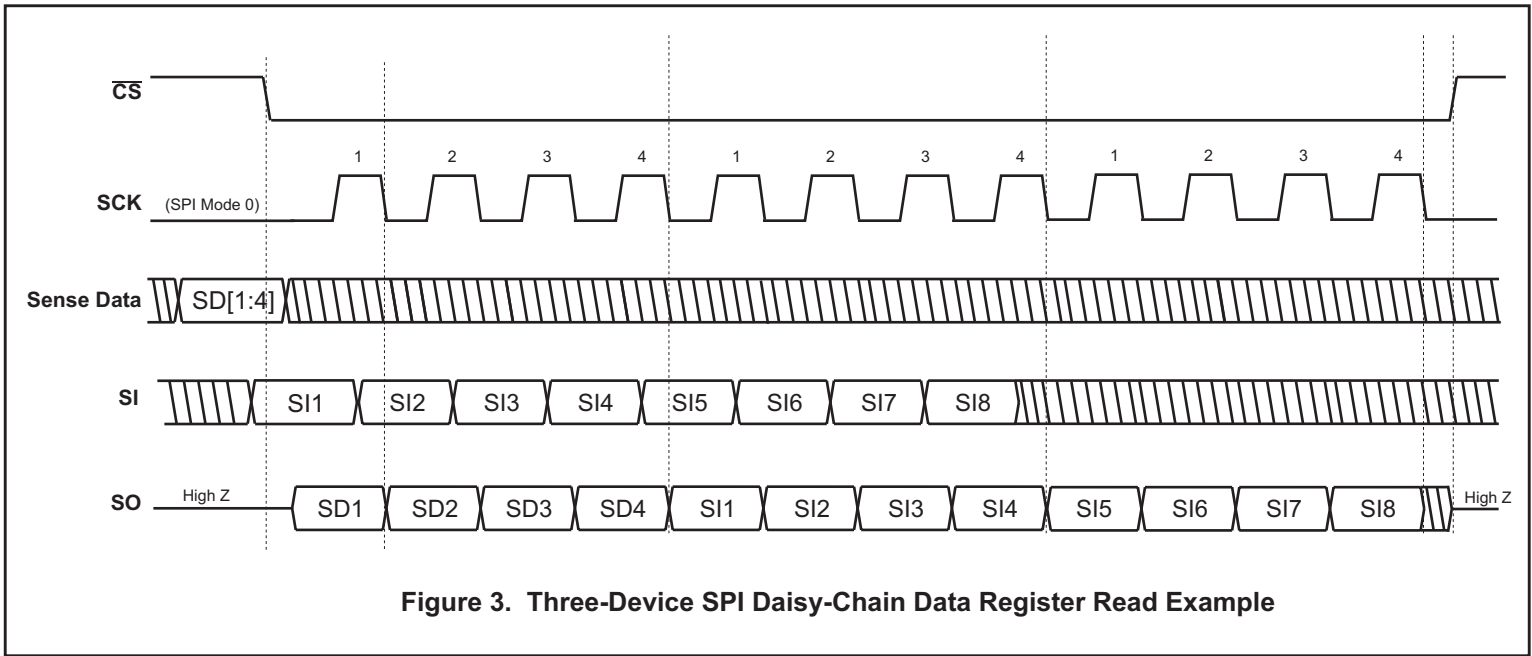 CS
1 2 3 4 1 2 3 4 1 2 3 4
SCK (SPI Mode 0)
Sense Data SD[1:4]
SI SI1 SI2 SI3 SI4 SI5 SI6 SI7 SI8
SO High Z SD1 SD2 SD3 SD4 SI1 SI2 SI3 SI4 SI5 SI6 SI7 SI8 High Z
Figure 3. Three-Device SPI Daisy-Chain Data Register Read Example